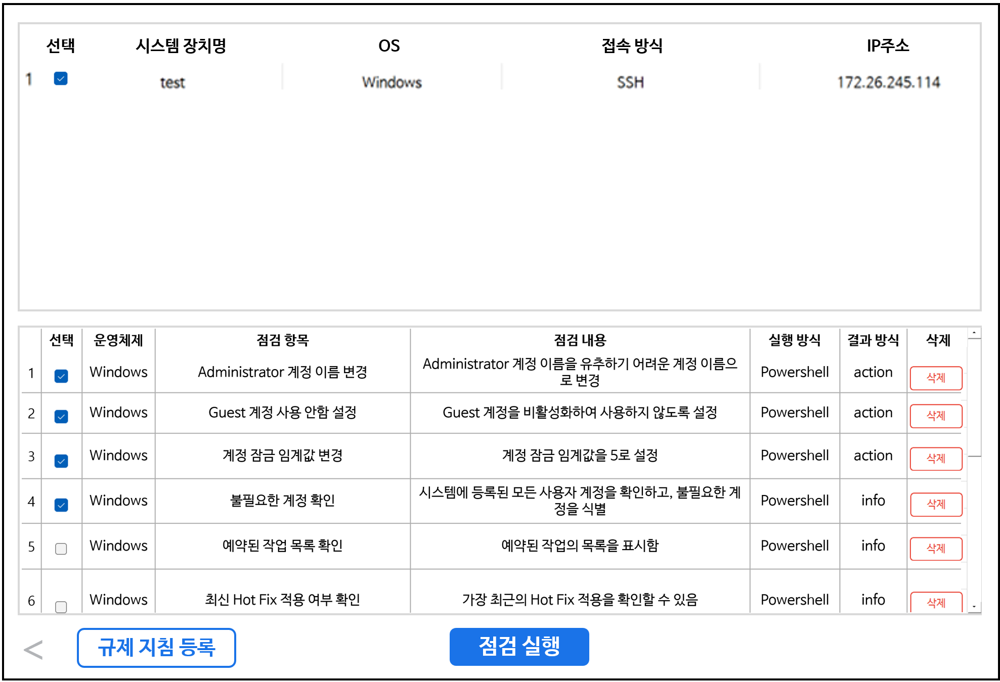 선택 시스템 장치명 OS 접속 방식 IP주소
1 test Windows SSH 172.26.245.114
선택 운영체제 점검 항목 점검 내용 실행 방식 결과 방식 삭제
1 Windows Administrator 계정 이름 변경 Administrator 계정 이름을 유추하기 어려운 계정 이름으
로 변경 Powershell action 삭제
2 Windows Guest 계정 사용 안함 설정 Guest 계정을 비활성화하여 사용하지 않도록 설정 Powershell action 삭제
3 Windows 계정 잠금 임계값 변경 계정 잠금 임계값을 5로 설정 Powershell action 삭제
4 Windows 불필요한 계정 확인 시스템에 등록된 모든 사용자 계정을 확인하고, 불필요한 계
정을 식별 Powershell info 삭제
5 Windows 예약된 작업 목록 확인 예약된 작업의 목록을 표시함 Powershell info 삭제
6 Windows 최신 Hot Fix 적용 여부 확인 가장 최근의 Hot Fix 적용을 확인할 수 있음 Powershell info 삭제
< 규제 지침 등록 점검 실행